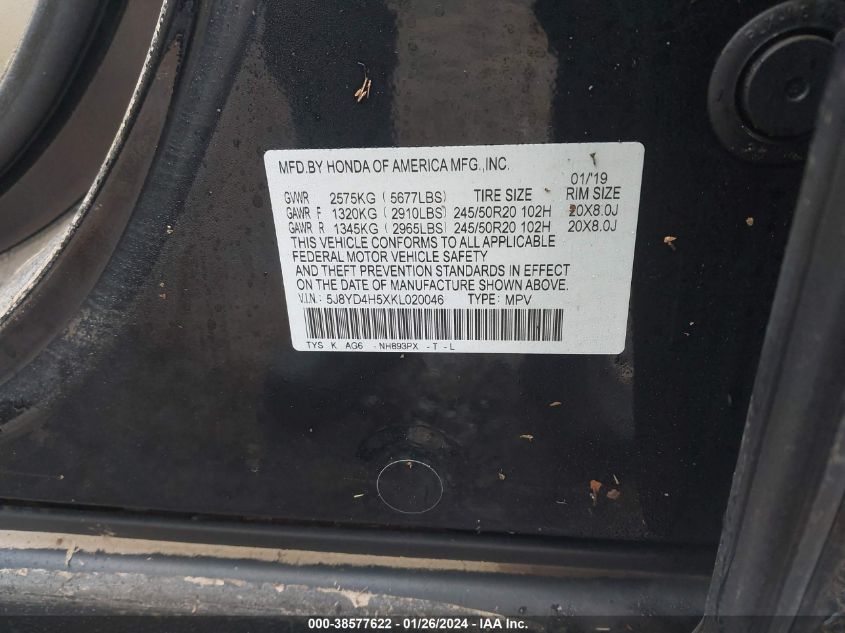 MFD.BY HONDA OF AMERICA MFG.,INC.
01/'19
GVWR 2575KG (5677LBS) TIRE SIZE RIM SIZE
GAWR F 1320KG (2910LBS) 245/50R20 102H 20X8.0J
GAWR R 1345KG (2965LBS) 245/50R20 102H 20X8.0J
THIS VEHICLE CONFORMS TO ALL APPLICABLE
FEDERAL MOTOR VEHICLE SAFETY
AND THEFT PREVENTION STANDARDS IN EFFECT
ON THE DATE OF MANUFACTURE SHOWN ABOVE.
V.I.N.: 5J8YD4H5XKL020046 TYPE: MPV
TYS K AG6 -NH893PX -T-L
000-38577622 - 01/26/2024 - IAA Inc.